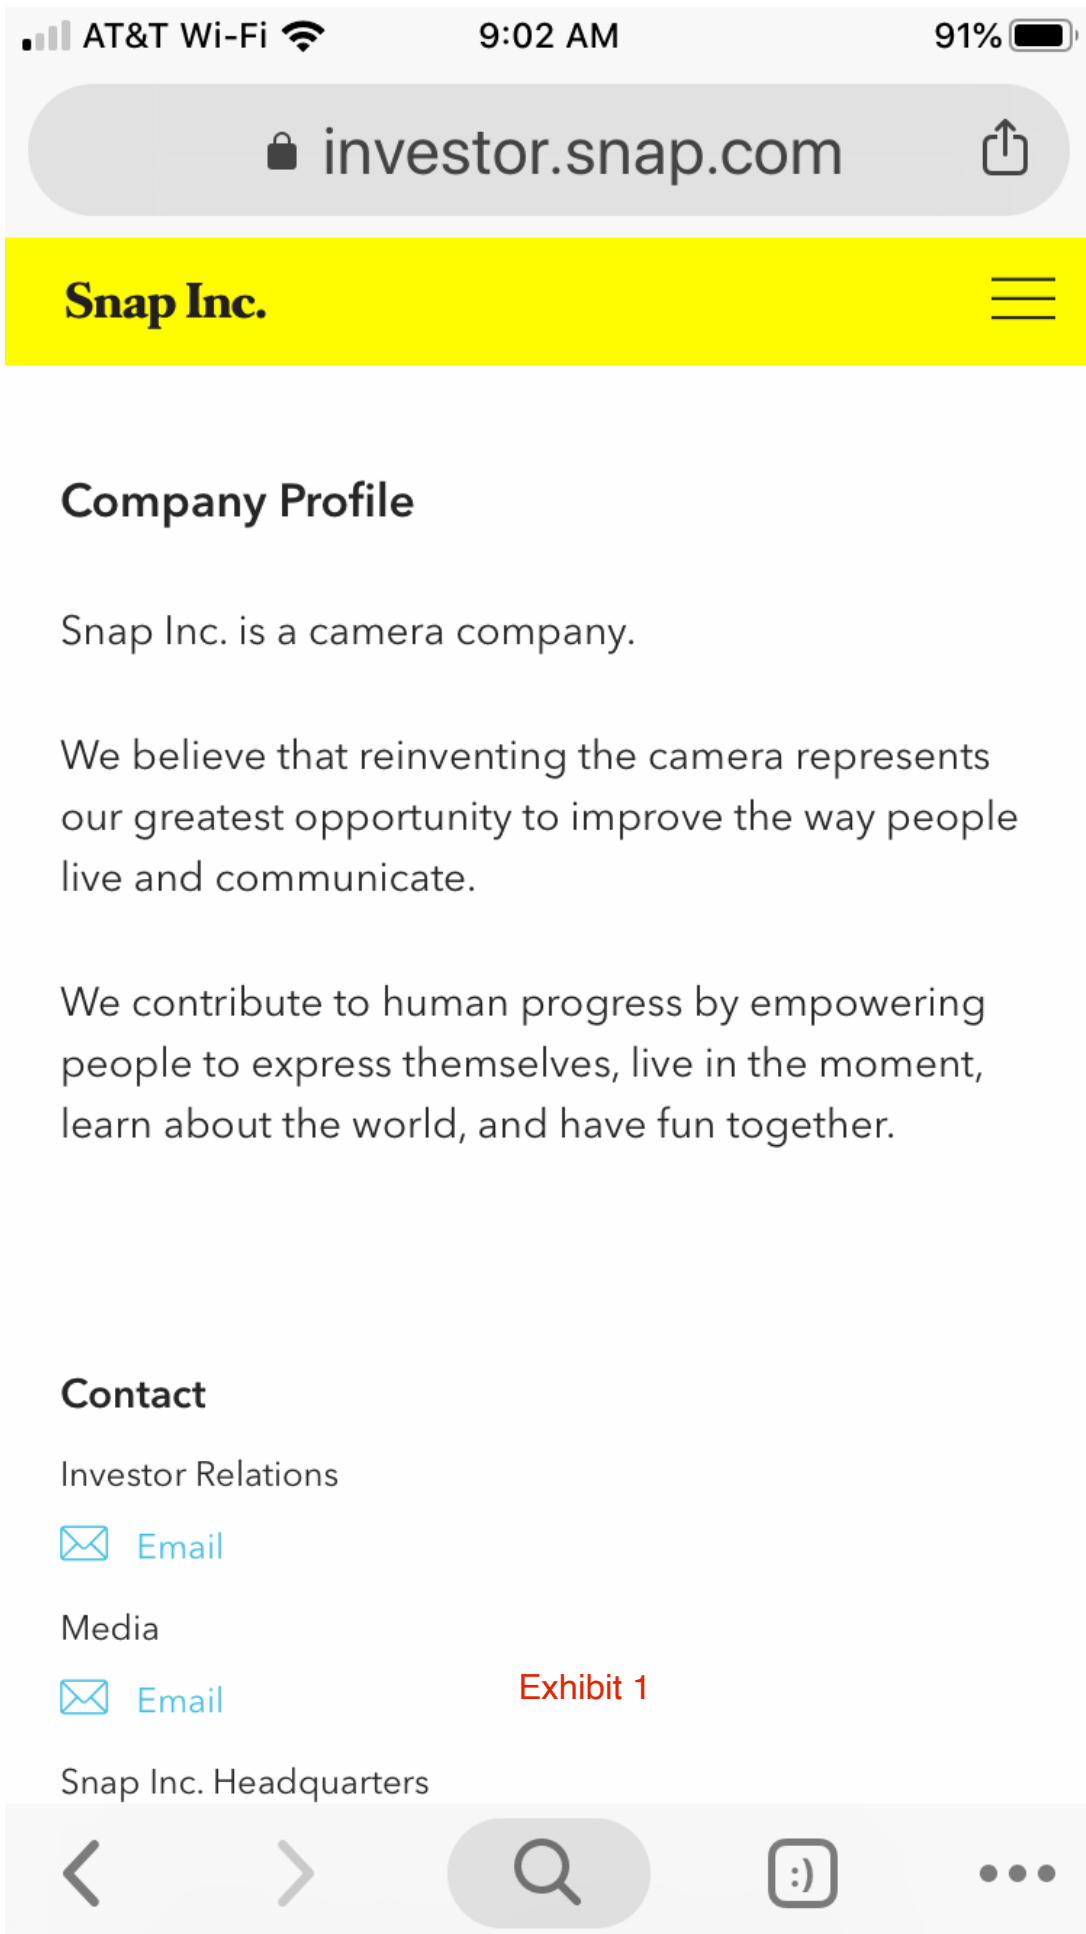 AT&T Wi-Fi 9:02 AM 91%
investor.snap.com
Snap Inc.
Company Profile
Snap Inc. is a camera company.
We believe that reinventing the camera represents
our greatest opportunity to improve the way people
live and communicate.
We contribute to human progress by empowering
people to express themselves, live in the moment,
learn about the world, and have fun together.
Contact
Investor Relations
Email
Media
Email
Exhibit 1
Snap Inc. Headquarters
:)